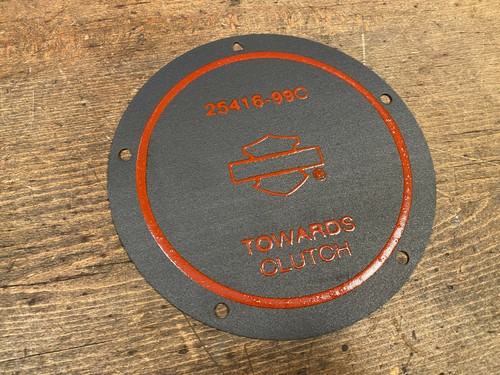 25416-99C
®
TOWARDS
CLUTCH